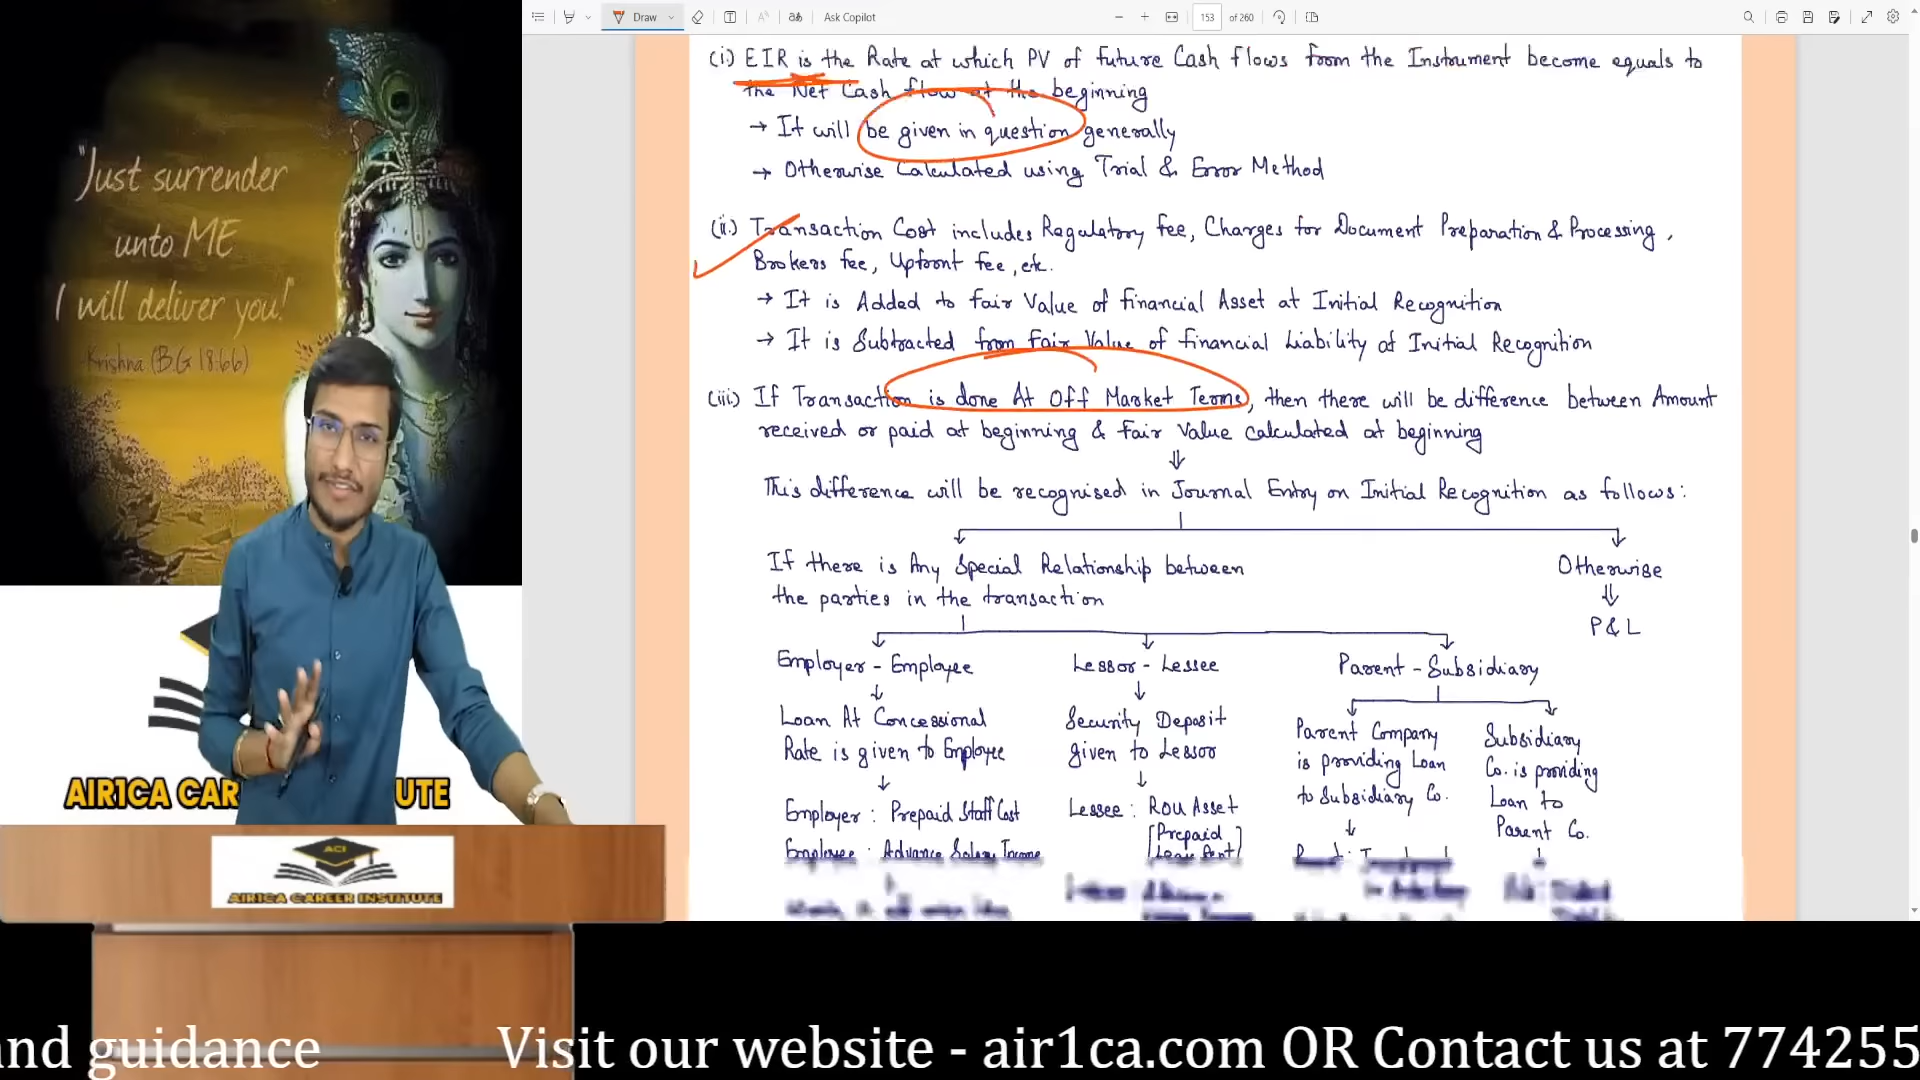 Draw
Ask Copilot
153 of 260
(i) EIR is the Rate at which PV of future Cash flows from the Instrument become equals to
the Net Cash flow at the beginning
→ It will be given in question generally
→ Otherwise Calculated using Trial & Error Method
(ii) Transaction Cost includes Regulatory fee, Charges for Document Preparation & Processing,
Brokers fee, Upfront fee, etc.
→ It is Added to Fair Value of financial Asset at Initial Recognition
→ It is Subtracted from Fair Value of financial Liability at Initial Recognition
(iii) If Transaction is done At Off Market Terms, then there will be difference between Amount
received or paid at beginning & Fair Value calculated at beginning
⇓
This difference will be recognised in Journal Entry on Initial Recognition as follows:
If there is Any Special Relationship between
the parties in the transaction
Otherwise
⇓
P & L
Employer - Employee
↓
Loan At Concessional
Rate is given to Employee
↓
Employer : Prepaid Staff Cost
Employee : Advance Salary Income
Lessor - Lessee
↓
Security Deposit
given to Lessor
↓
Lessee : ROU Asset
[Prepaid
Parent - Subsidiary
Parent Company
is providing Loan
to Subsidiary Co.
↓
Subsidiary
Co. is providing
Loan to
Parent Co.
"Just surrender
unto ME
I will deliver you!"
-Krishna (B.G 18:66)
AIR1CA CAR UTE
ACI
AIR1CA CAREER INSTITUTE
nd guidance Visit our website - air1ca.com OR Contact us at 774255